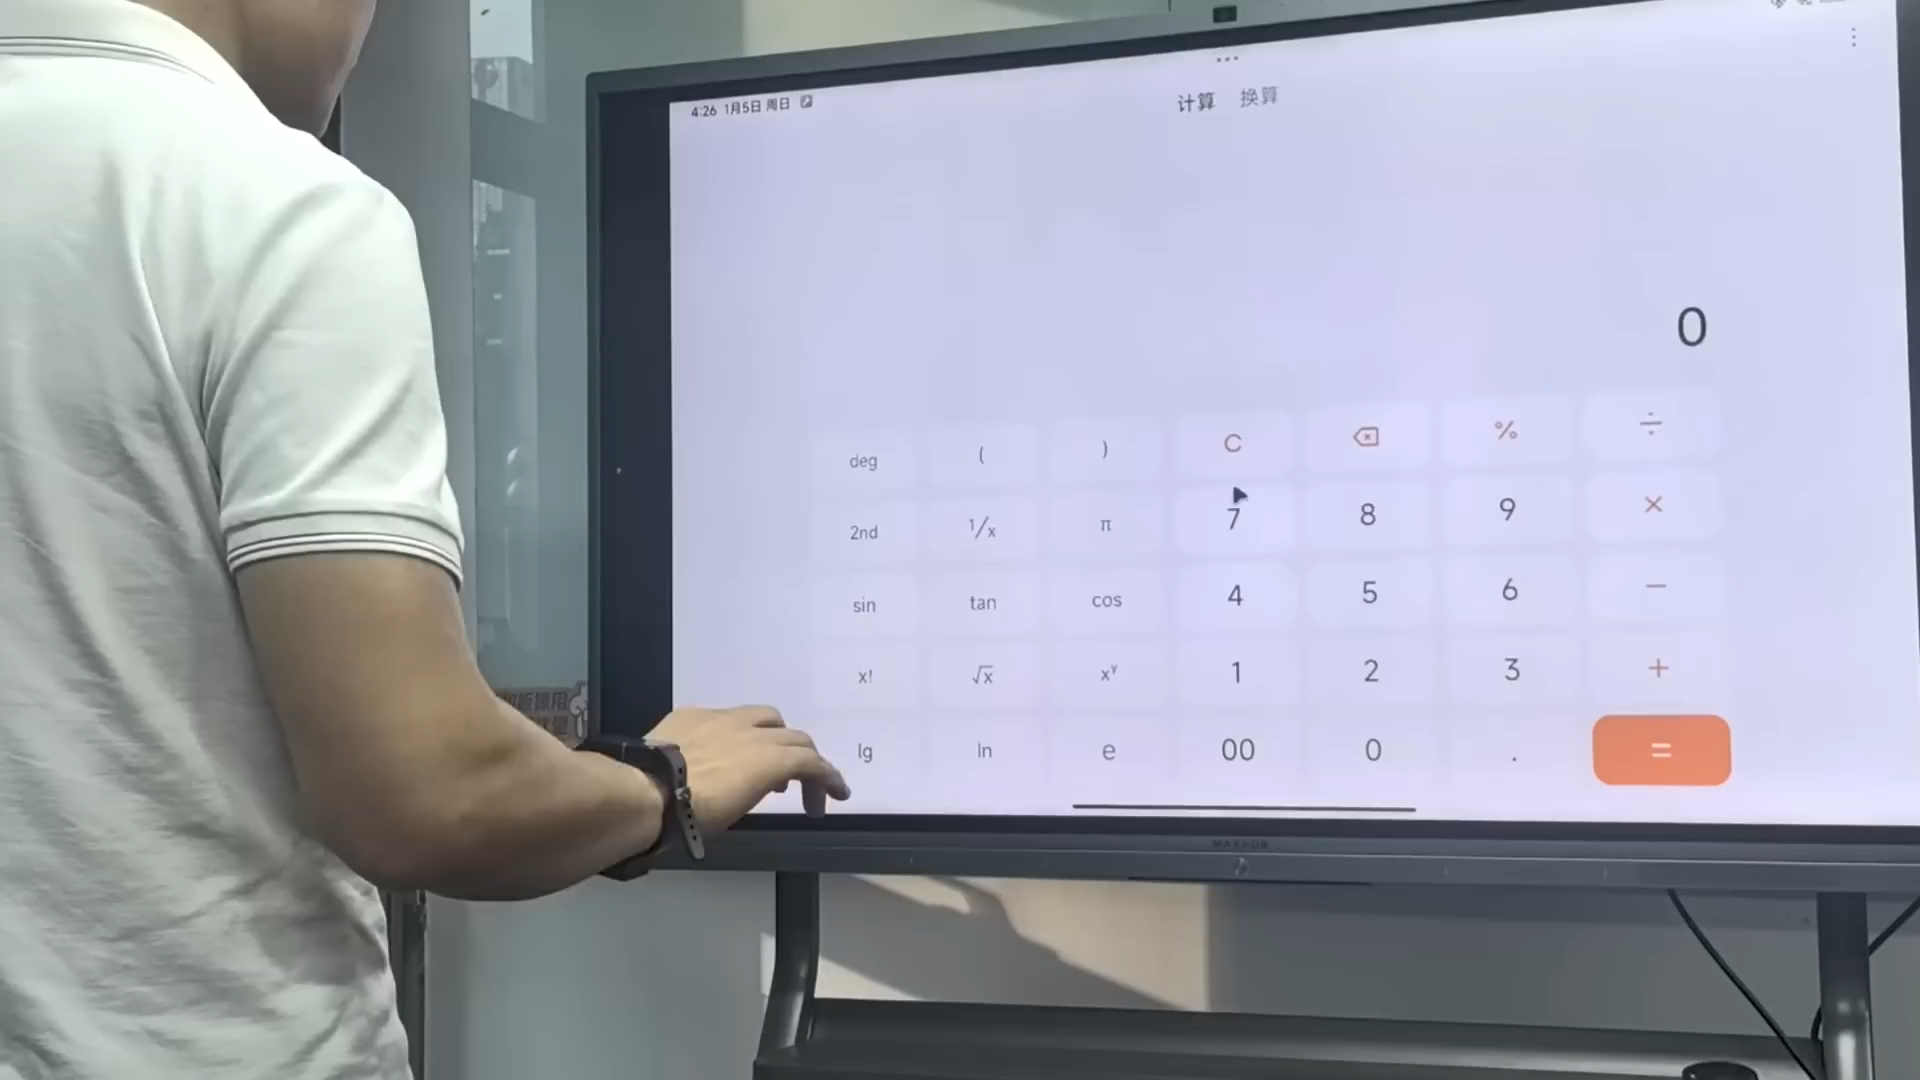 4:26 1月5日 周日
计算 换算
0
deg ( ) C % ÷
2nd 1/x π 7 8 9 ×
sin tan cos 4 5 6 −
x! √x xʸ 1 2 3 +
lg ln e 00 0 . =
MAXHUB